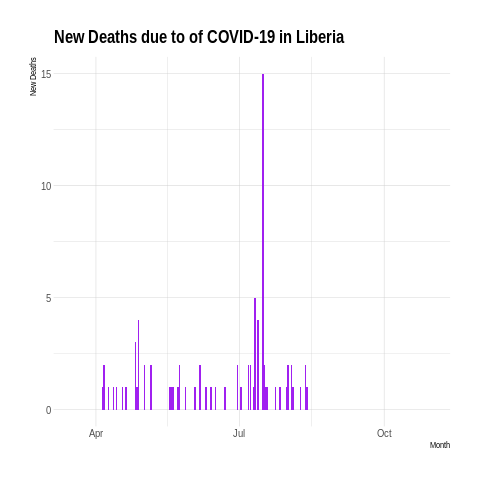 New Deaths due to of COVID-19 in Liberia
New Deaths
15
10
5
0
Apr
Jul
Oct
Month